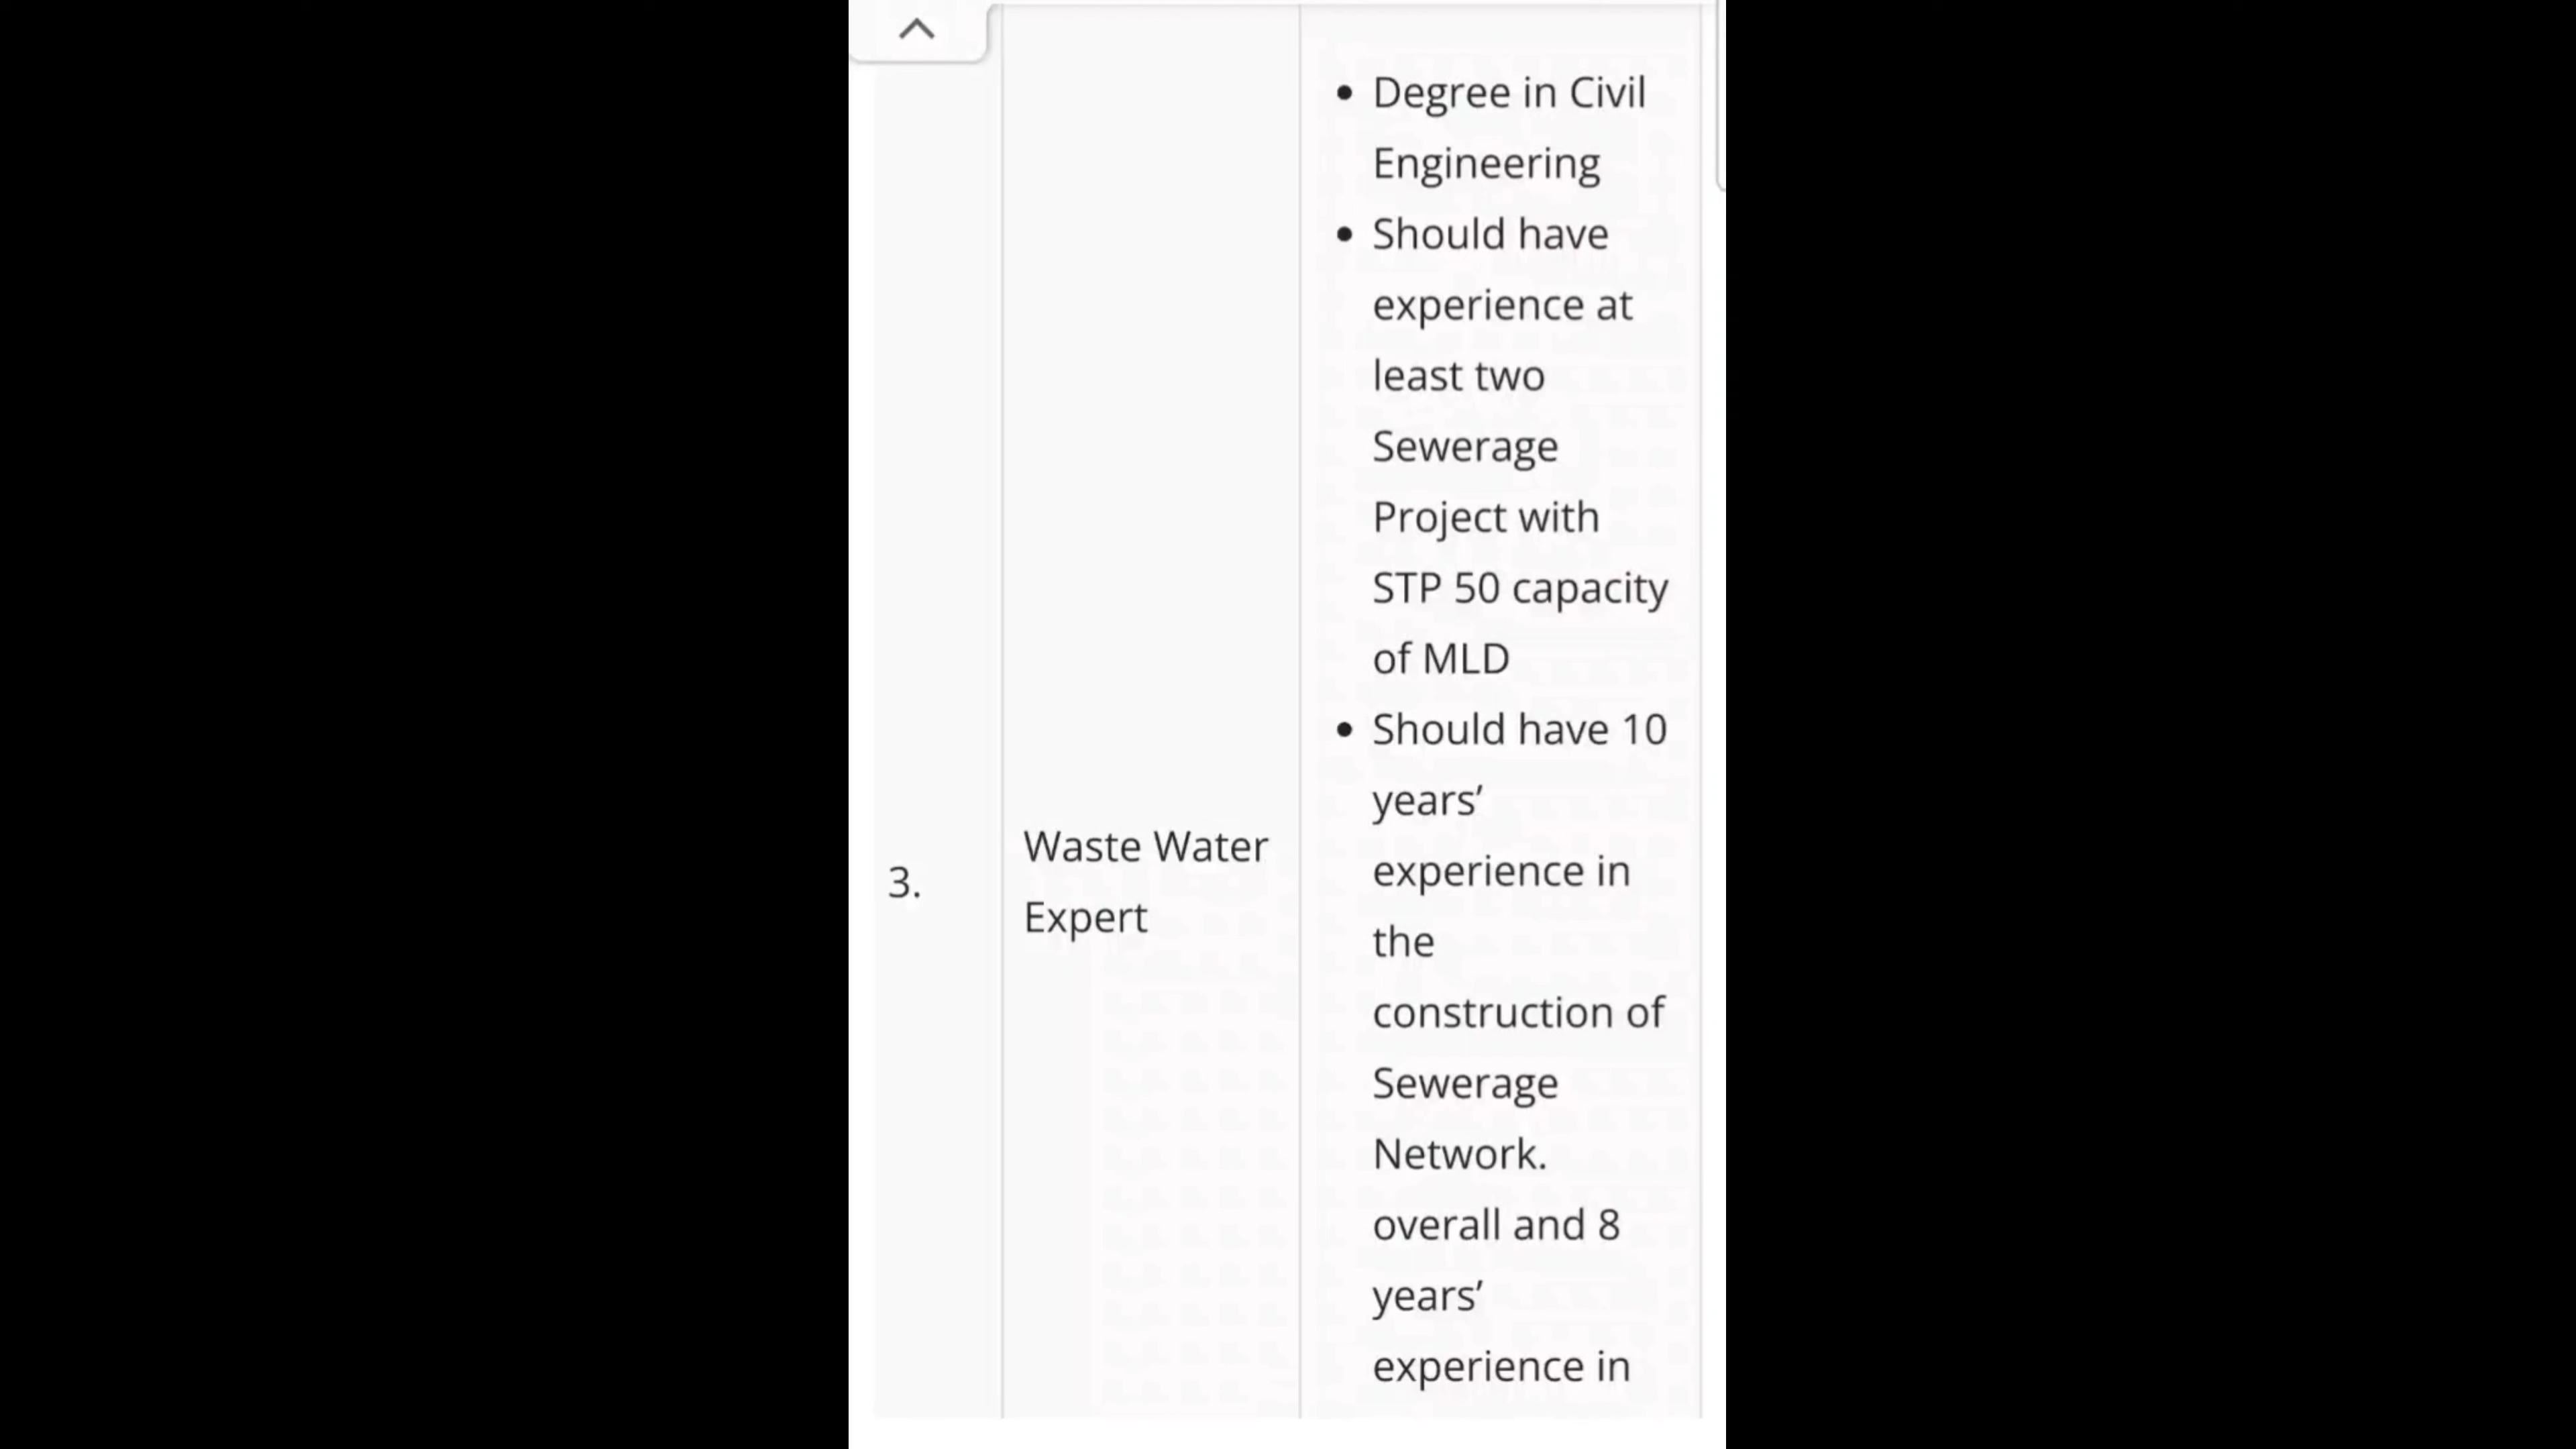 3.
Waste Water
Expert
• Degree in Civil
Engineering
• Should have
experience at
least two
Sewerage
Project with
STP 50 capacity
of MLD
• Should have 10
years’
experience in
the
construction of
Sewerage
Network.
overall and 8
years’
experience in